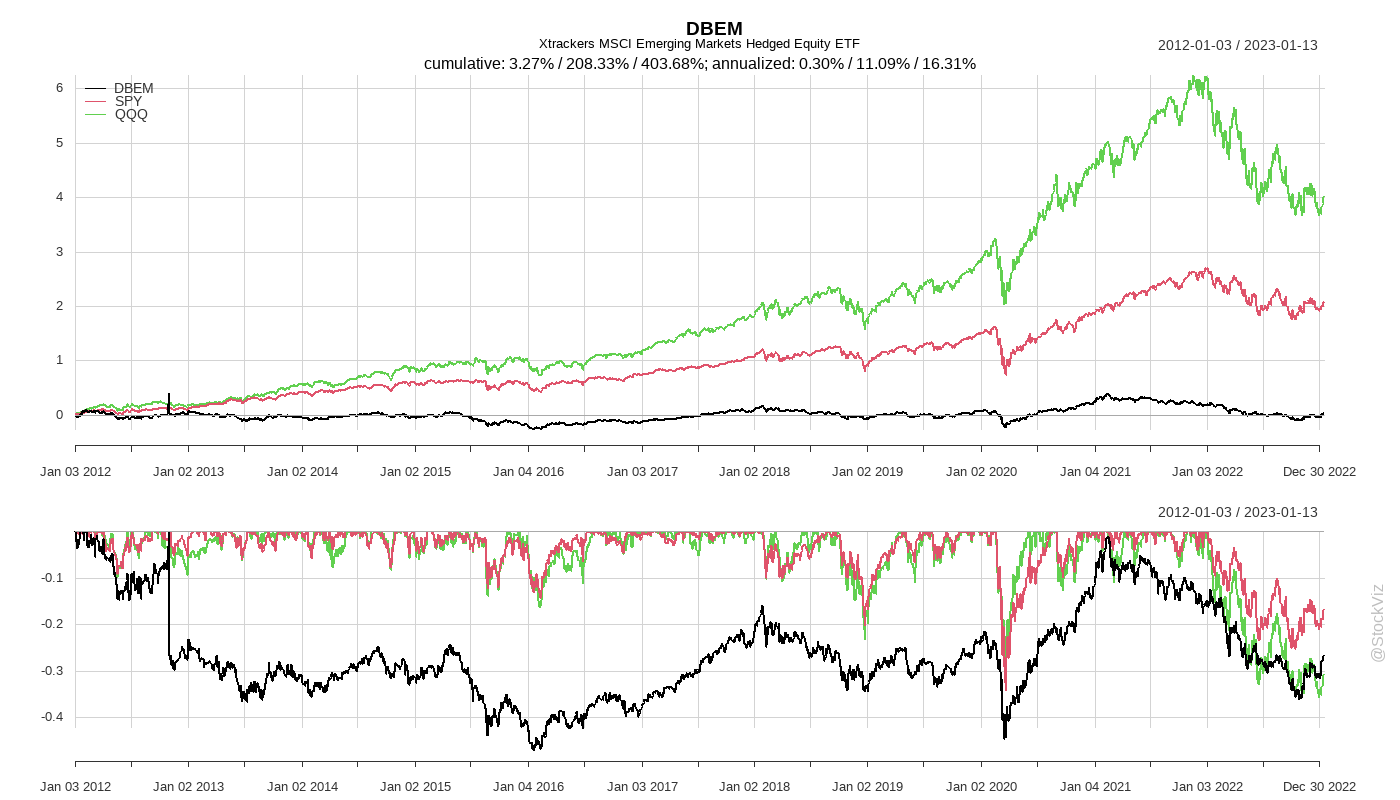 DBEM
Xtrackers MSCI Emerging Markets Hedged Equity ETF
2012-01-03 / 2023-01-13
cumulative: 3.27% / 208.33% / 403.68%; annualized: 0.30% / 11.09% / 16.31%
DBEM
SPY
QQQ
6
5
4
3
2
1
0
Jan 03 2012 Jan 02 2013 Jan 02 2014 Jan 02 2015 Jan 04 2016 Jan 03 2017 Jan 02 2018 Jan 02 2019 Jan 02 2020 Jan 04 2021 Jan 03 2022 Dec 30 2022
2012-01-03 / 2023-01-13
-0.1
-0.2
-0.3
-0.4
Jan 03 2012 Jan 02 2013 Jan 02 2014 Jan 02 2015 Jan 04 2016 Jan 03 2017 Jan 02 2018 Jan 02 2019 Jan 02 2020 Jan 04 2021 Jan 03 2022 Dec 30 2022
@StockViz